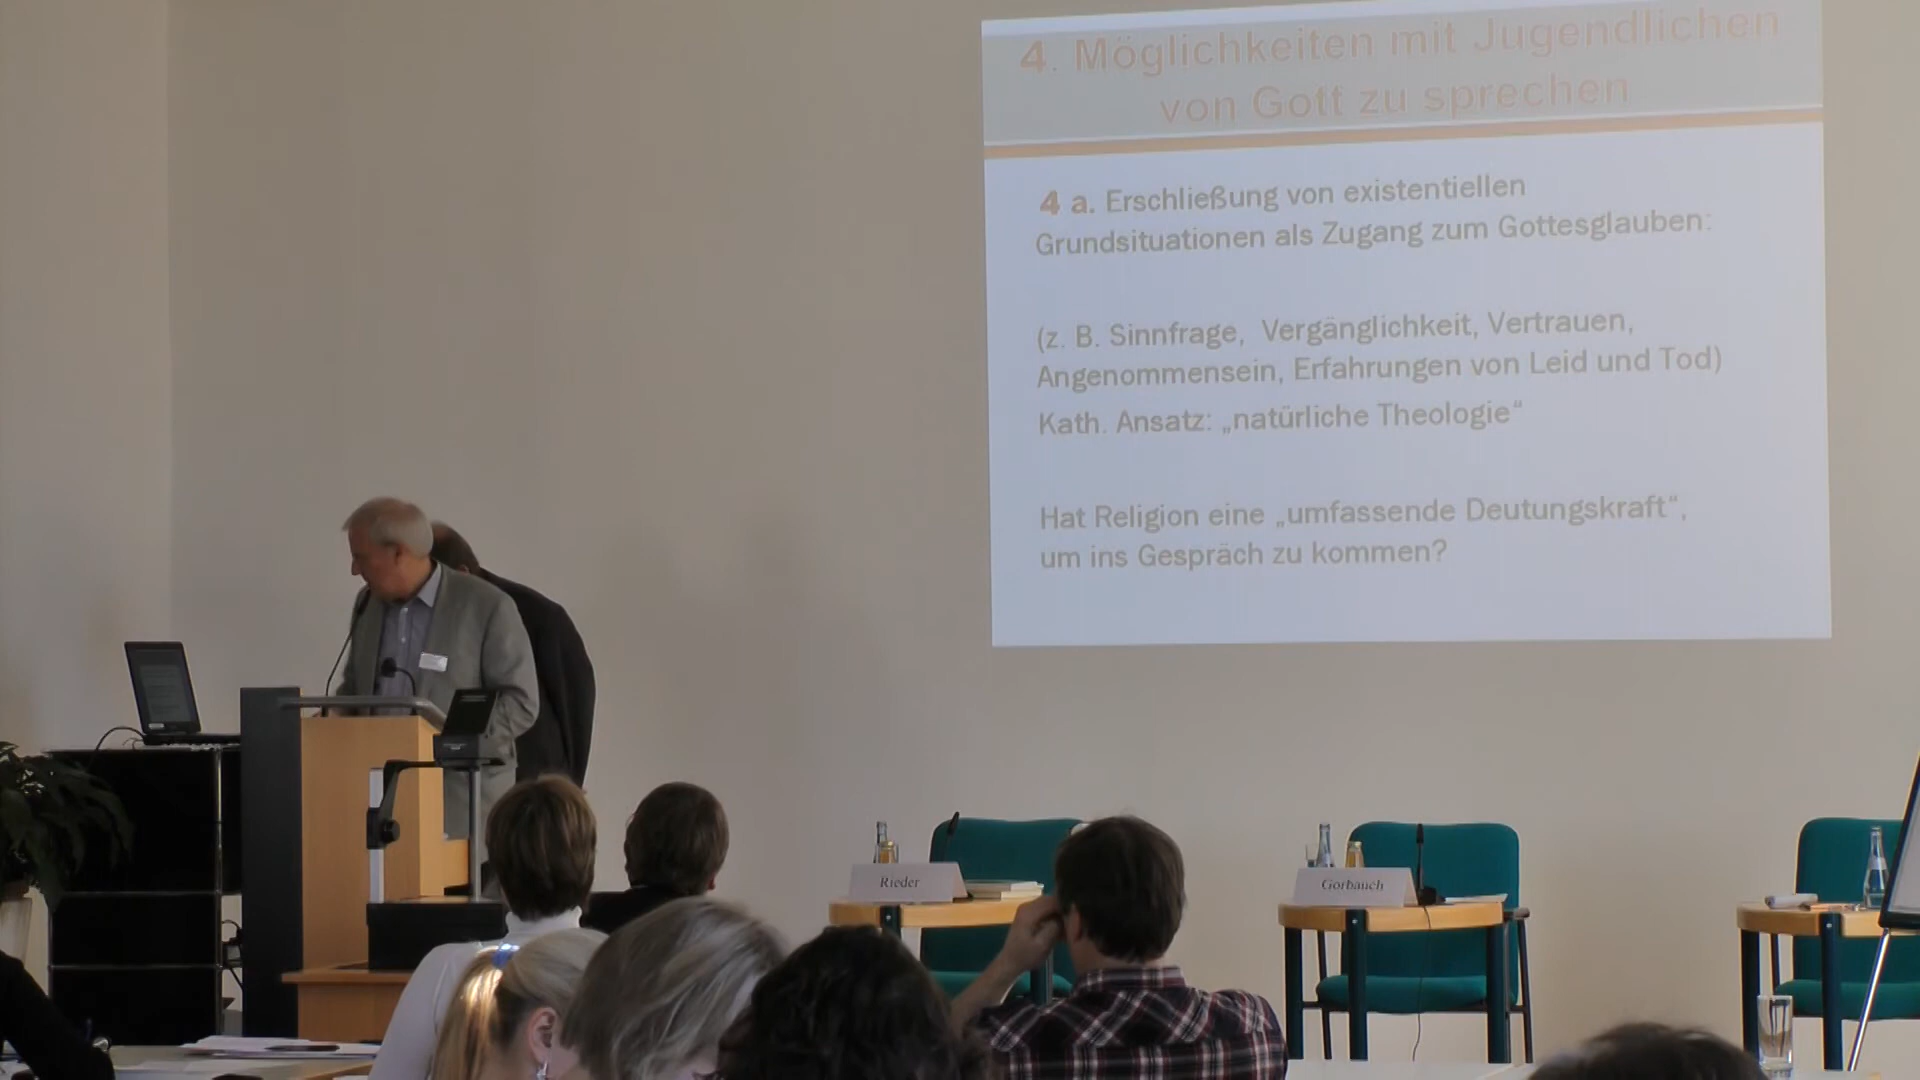 4. Möglichkeiten mit Jugendlichen
von Gott zu sprechen
4 a. Erschließung von existentiellen
Grundsituationen als Zugang zum Gottesglauben:
(z. B. Sinnfrage, Vergänglichkeit, Vertrauen,
Angenommensein, Erfahrungen von Leid und Tod)
Kath. Ansatz: „natürliche Theologie“
Hat Religion eine „umfassende Deutungskraft“,
um ins Gespräch zu kommen?
Rieder
Gorbauch